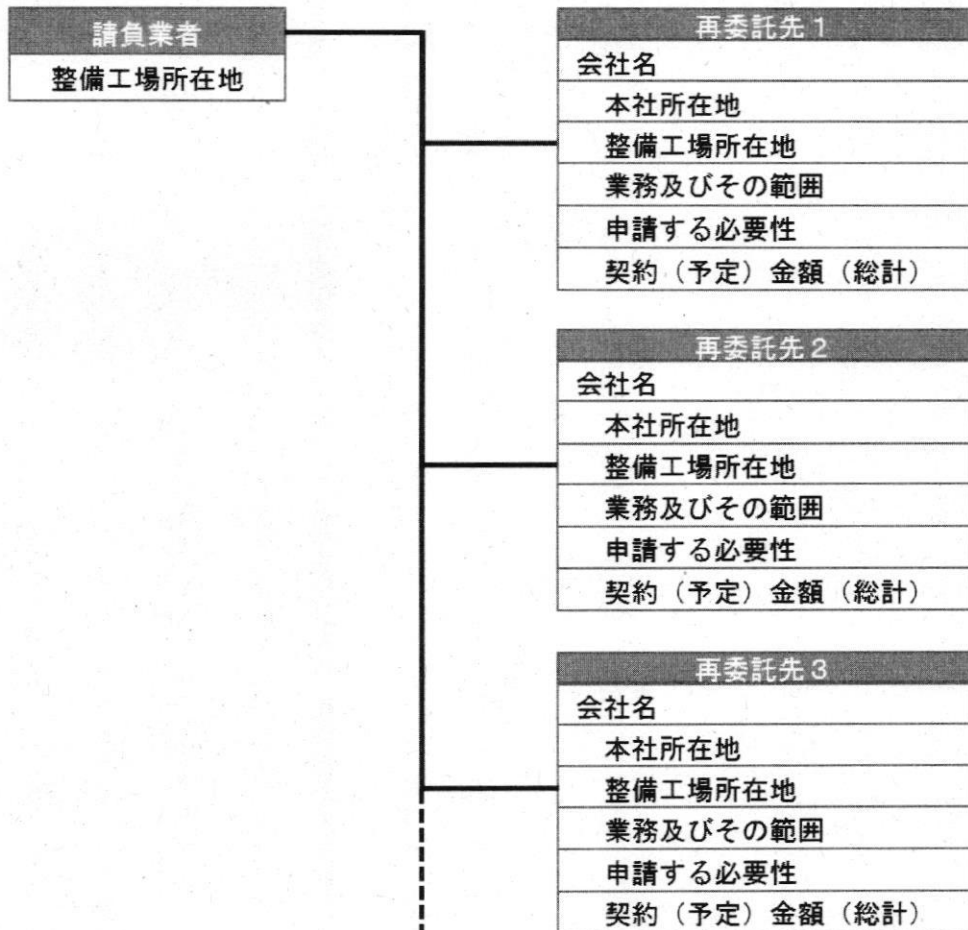 請負業者
整備工場所在地
再委託先1
会社名
本社所在地
整備工場所在地
業務及びその範囲
申請する必要性
契約（予定）金額（総計）
再委託先2
会社名
本社所在地
整備工場所在地
業務及びその範囲
申請する必要性
契約（予定）金額（総計）
再委託先3
会社名
本社所在地
整備工場所在地
業務及びその範囲
申請する必要性
契約（予定）金額（総計）